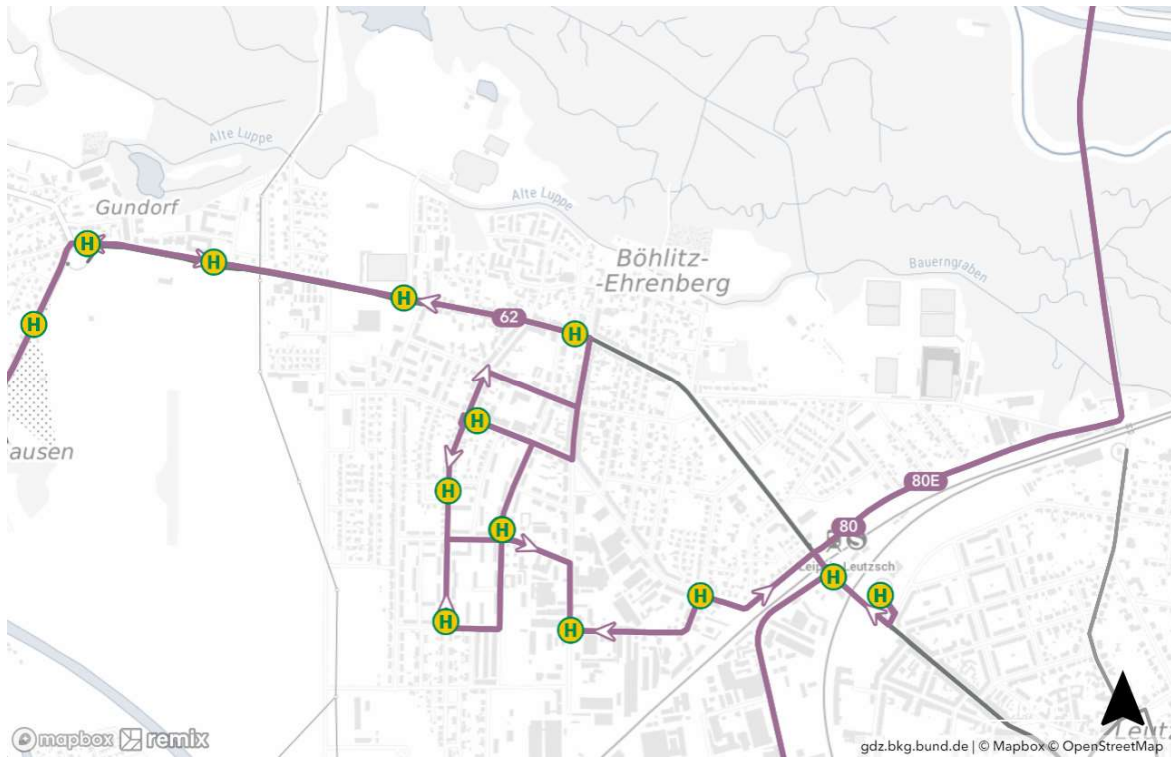 Alte Luppe
Gundorf
H
H
Alte Luppe
Böhlitz-
-Ehrenberg
Bauerngraben
H
62
H
H
ausen
H
80E
H
H
80
S
H
H
H
H
H
mapbox remix
gdz.bkg.bund.de | © Mapbox © OpenStreetMap